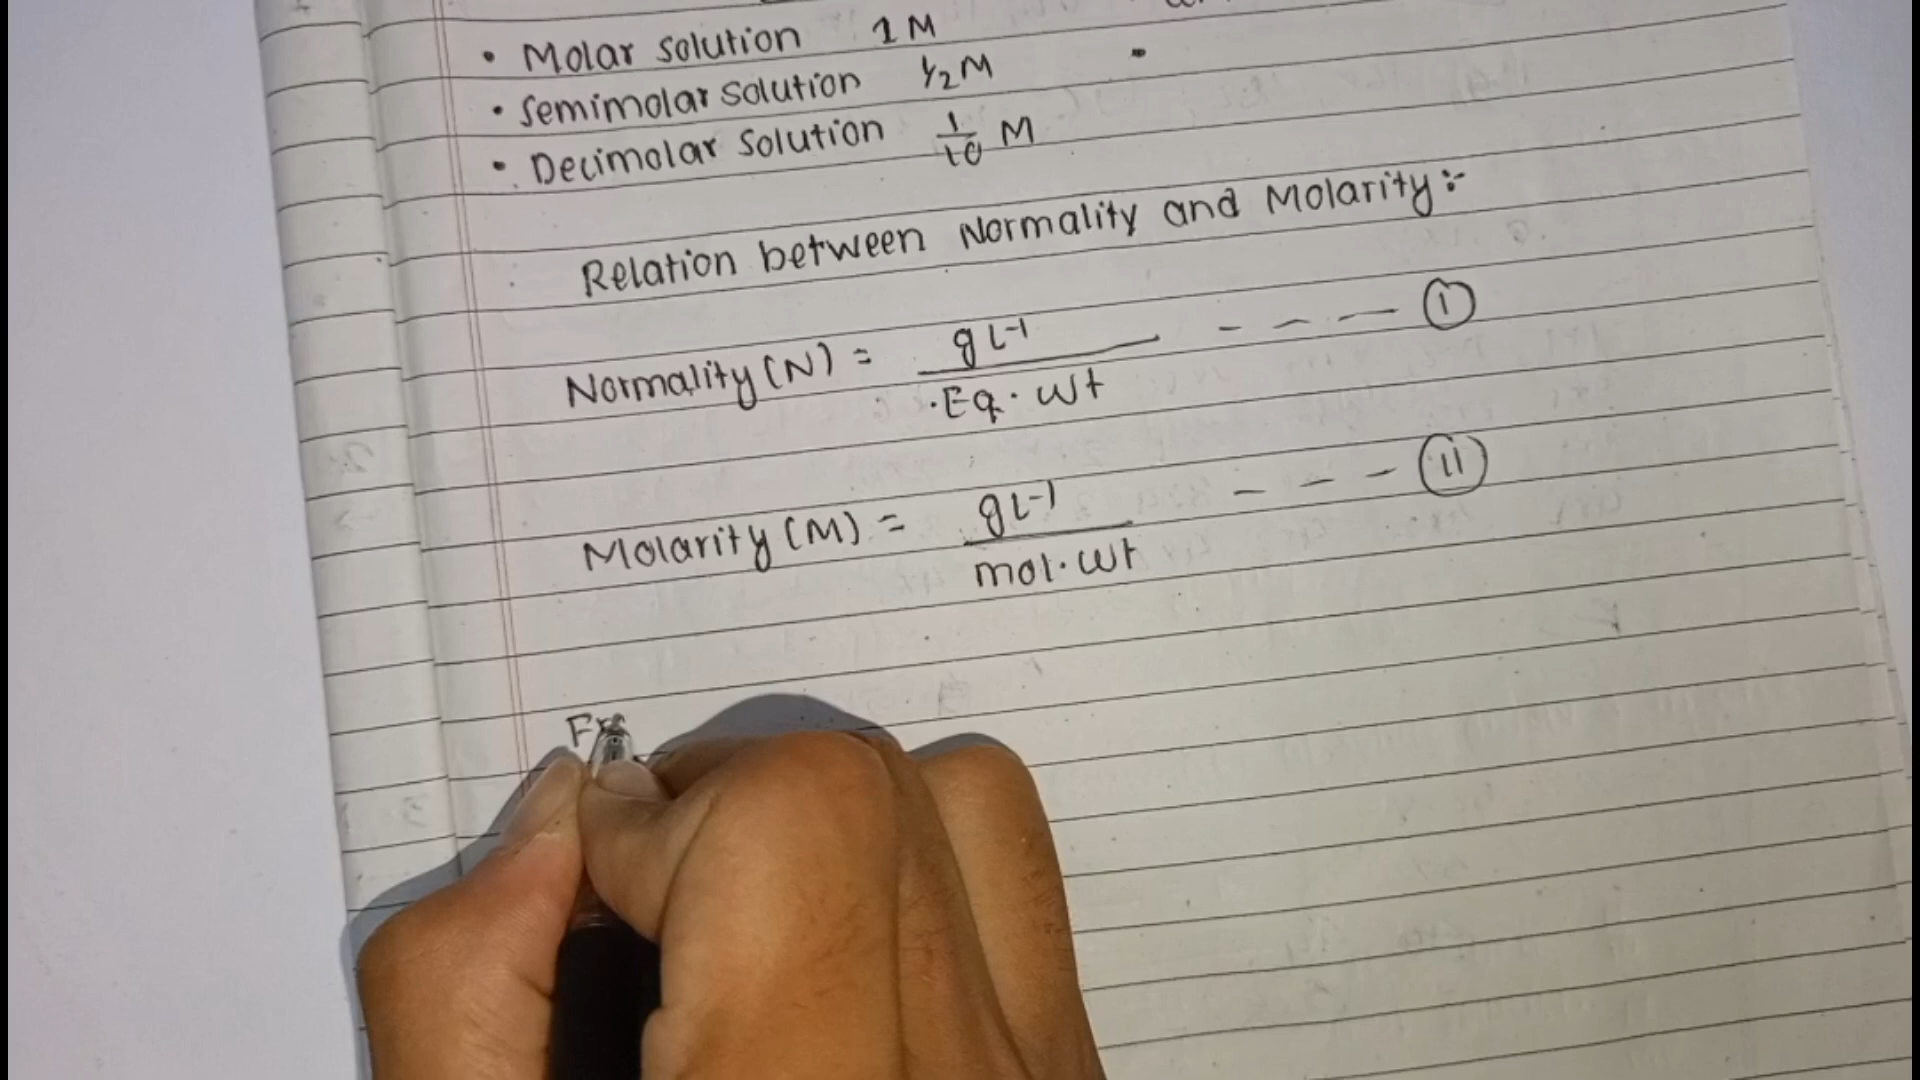 • Molar solution 1 M
• Semimolar solution 1/2 M
• Decimolar solution 1/10 M
Relation between Normality and Molarity :-
Normality (N) = gL-1 / Eq. wt - - - - (I)
Molarity (M) = gL-1 / mol. wt - - - (II)